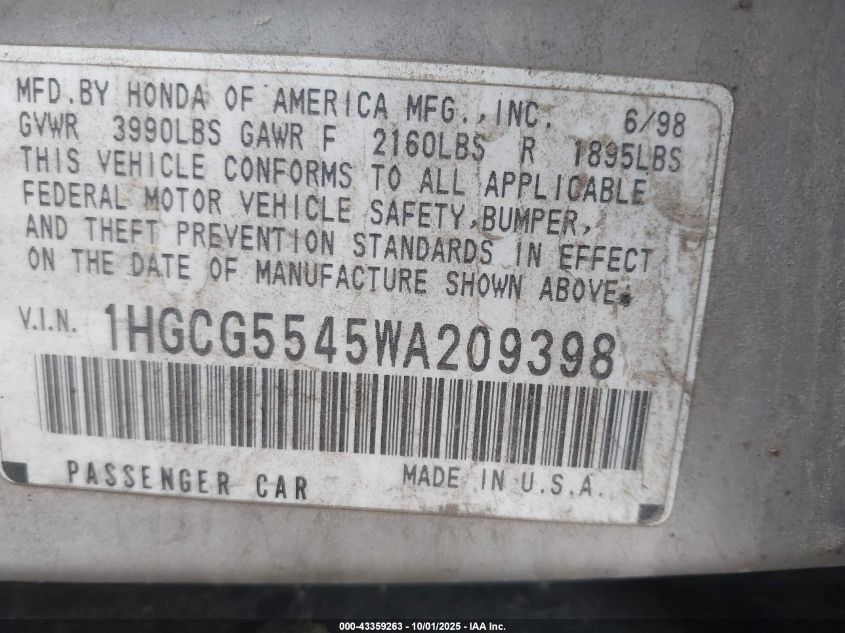 MFD.BY HONDA OF AMERICA MFG.,INC. 6/98
GVWR 3990LBS GAWR F 2160LBS R 1895LBS
THIS VEHICLE CONFORMS TO ALL APPLICABLE
FEDERAL MOTOR VEHICLE SAFETY,BUMPER,
AND THEFT PREVENTION STANDARDS IN EFFECT
ON THE DATE OF MANUFACTURE SHOWN ABOVE.
V.I.N. 1HGCG5545WA209398
PASSENGER CAR MADE IN U.S.A.
000-43359263 - 10/01/2025 - IAA Inc.